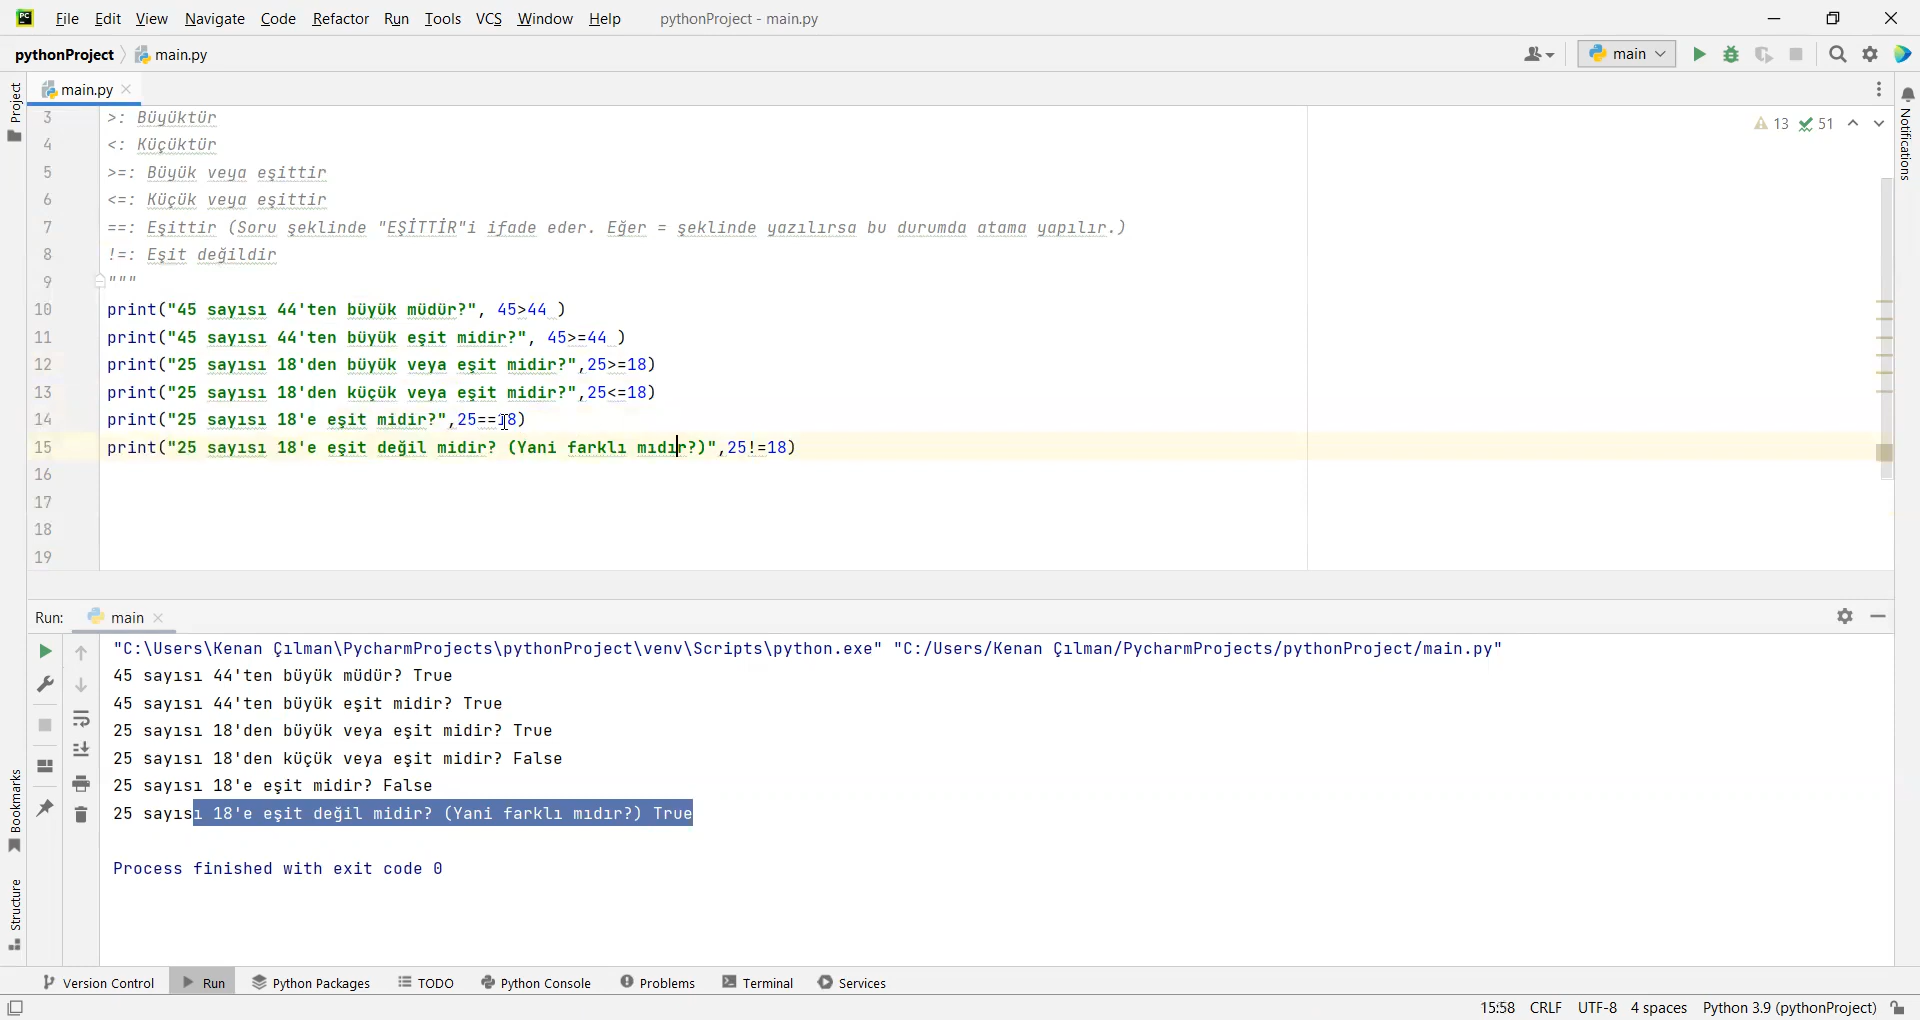 PC File Edit View Navigate Code Refactor Run Tools VCS Window Help pythonProject - main.py
pythonProject main.py main
Project
main.py
Notifications
13 51
3 >: Büyüktür
4 <: Küçüktür
5 >=: Büyük veya eşittir
6 <=: Küçük veya eşittir
7 ==: Eşittir (Soru şeklinde "EŞİTTİR"i ifade eder. Eğer = şeklinde yazılırsa bu durumda atama yapılır.)
8 !=: Eşit değildir
9 """
10 print("45 sayısı 44'ten büyük müdür?", 45>44 )
11 print("45 sayısı 44'ten büyük eşit midir?", 45>=44 )
12 print("25 sayısı 18'den büyük veya eşit midir?",25>=18)
13 print("25 sayısı 18'den küçük veya eşit midir?",25<=18)
14 print("25 sayısı 18'e eşit midir?",25==18)
15 print("25 sayısı 18'e eşit değil midir? (Yani farklı mıdır?)",25!=18)
16
17
18
19
Run: main
"C:\Users\Kenan Çılman\PycharmProjects\pythonProject\venv\Scripts\python.exe" "C:/Users/Kenan Çılman/PycharmProjects/pythonProject/main.py"
45 sayısı 44'ten büyük müdür? True
45 sayısı 44'ten büyük eşit midir? True
25 sayısı 18'den büyük veya eşit midir? True
25 sayısı 18'den küçük veya eşit midir? False
25 sayısı 18'e eşit midir? False
25 sayısı 18'e eşit değil midir? (Yani farklı mıdır?) True
Process finished with exit code 0
Bookmarks
Structure
Version Control Run Python Packages TODO Python Console Problems Terminal Services
15:58 CRLF UTF-8 4 spaces Python 3.9 (pythonProject)